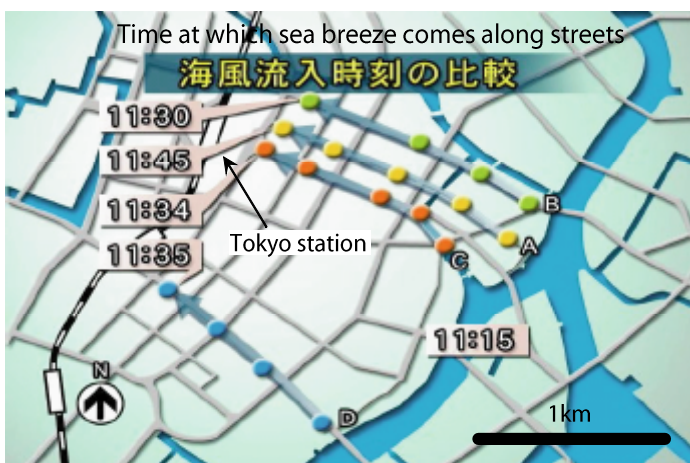 Time at which sea breeze comes along streets
海風流入時刻の比較
11:30
11:45
11:34
11:35
Tokyo station
B
A
C
11:15
N
D
1km